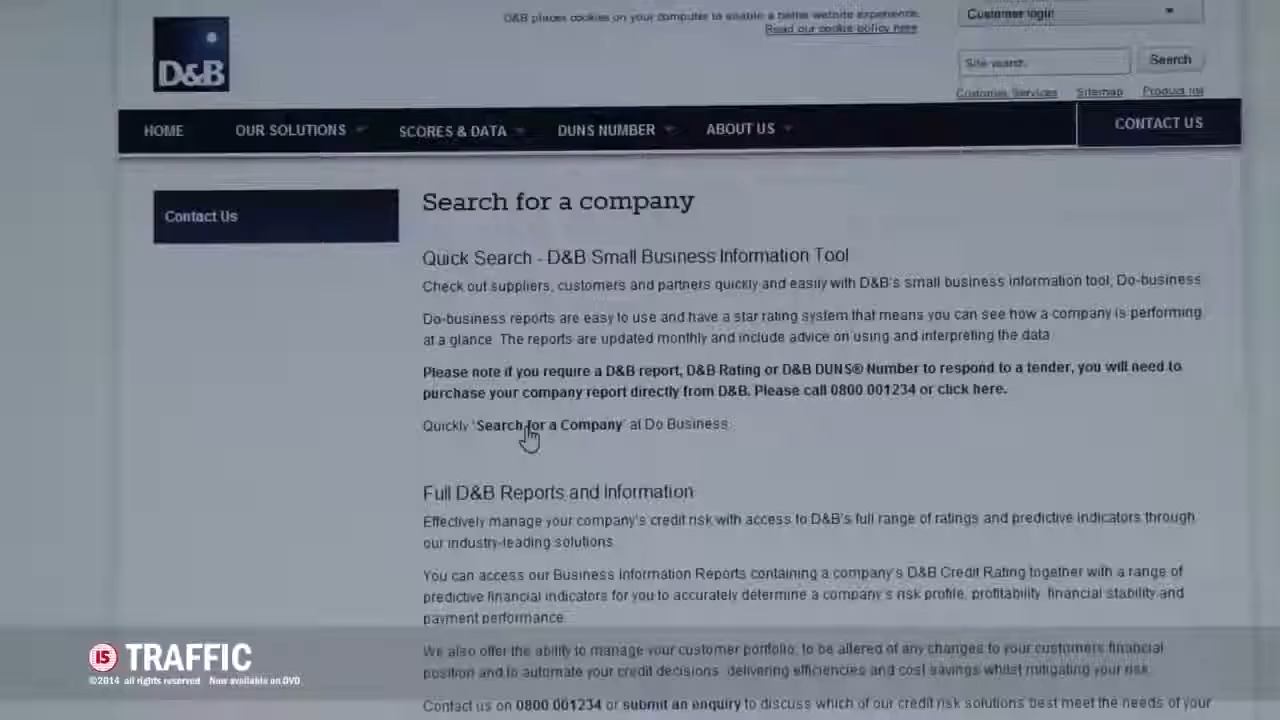 D&B places cookies on your computer to enable a better website experience.
Read our cookie policy here
Customer login
D&B
Site search
Search
Customer Services Sitemap Product list
HOME OUR SOLUTIONS SCORES & DATA DUNS NUMBER ABOUT US CONTACT US
Contact Us
Search for a company
Quick Search - D&B Small Business Information Tool
Check out suppliers, customers and partners quickly and easily with D&B's small business information tool, Do-business
Do-business reports are easy to use and have a star rating system that means you can see how a company is performing
at a glance. The reports are updated monthly and include advice on using and interpreting the data
Please note if you require a D&B report, D&B Rating or D&B DUNS® Number to respond to a tender, you will need to
purchase your company report directly from D&B. Please call 0800 001234 or click here.
Quickly 'Search for a Company' at Do Business.
Full D&B Reports and Information
Effectively manage your company's credit risk with access to D&B's full range of ratings and predictive indicators through
our industry-leading solutions.
You can access our Business Information Reports containing a company's D&B Credit Rating together with a range of
predictive financial indicators for you to accurately determine a company's risk profile, profitability, financial stability and
payment performance.
We also offer the ability to manage your customer portfolio, to be altered of any changes to your customers financial
position and to automate your credit decisions, delivering efficiencies and cost savings whilst mitigating your risk.
Contact us on 0800 001234 or submit an enquiry to discuss which of our credit risk solutions best meet the needs of your
IS TRAFFIC
©2014 all rights reserved Now available on DVD